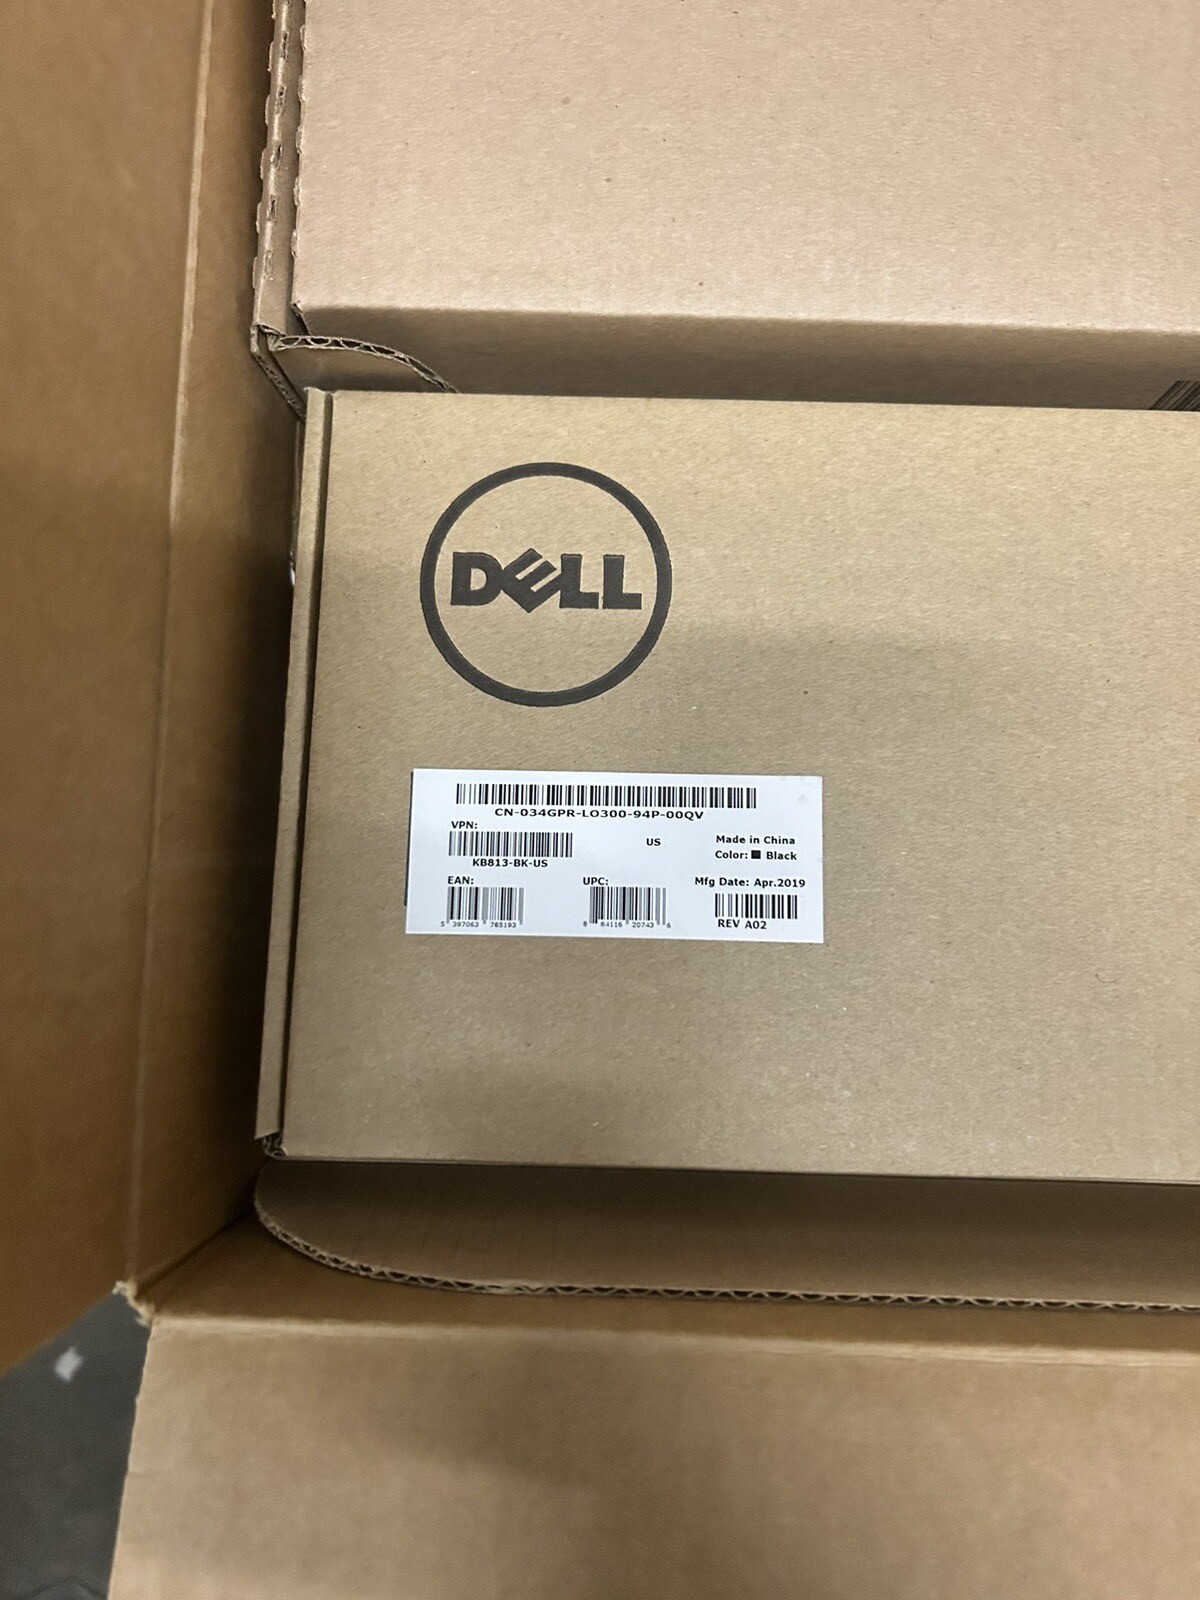 DELL
CN-034GPR-LO300-94P-00QV
VPN:
KB813-BK-US
US
Made in China
Color: Black
EAN:
5 397063 765193
UPC:
8 84116 20743 6
Mfg Date: Apr.2019
REV A02